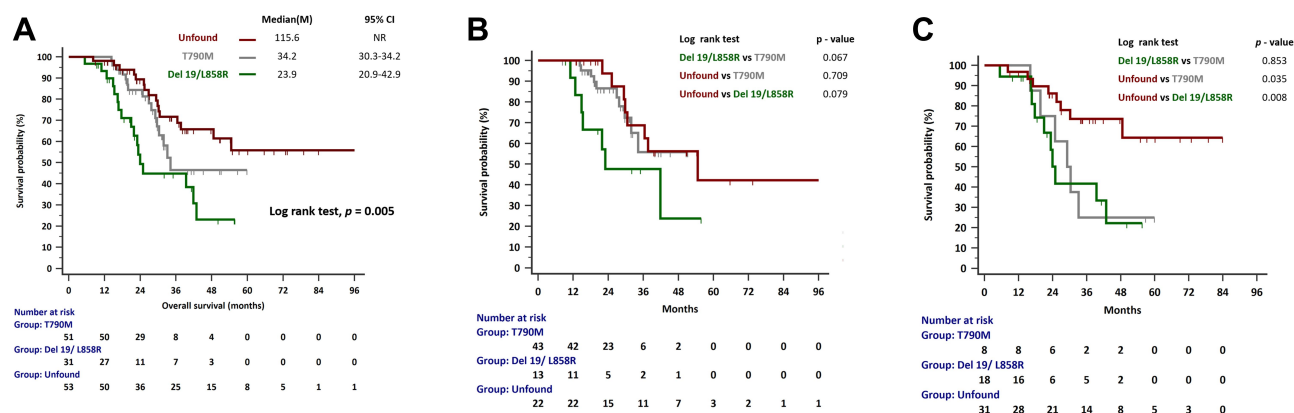 A
Median(M) 95% CI
Unfound 115.6 NR
T790M 34.2 30.3-34.2
Del 19/L858R 23.9 20.9-42.9
Survival probability (%)
100
90
80
70
60
50
40
30
20
10
0
Log rank test, p = 0.005
0 12 24 36 48 60 72 84 96
Overall survival (months)
Number at risk
Group: T790M
51 50 29 8 4 0 0 0 0
Group: Del 19/ L858R
31 27 11 7 3 0 0 0 0
Group: Unfound
53 50 36 25 15 8 5 1 1
B
Log rank test p - value
Del 19/L858R vs T790M 0.067
Unfound vs T790M 0.709
Unfound vs Del 19/L858R 0.079
Survival probability (%)
100
90
80
70
60
50
40
30
20
10
0
0 12 24 36 48 60 72 84 96
Months
Number at risk
Group: T790M
43 42 23 6 2 0 0 0 0
Group: Del 19/ L858R
13 11 5 2 1 0 0 0 0
Group: Unfound
22 22 15 11 7 3 2 1 1
C
Log rank test p - value
Del 19/L858R vs T790M 0.853
Unfound vs T790M 0.035
Unfound vs Del 19/L858R 0.008
Survival probability (%)
100
90
80
70
60
50
40
30
20
10
0
0 12 24 36 48 60 72 84 96
Months
Number at risk
Group: T790M
8 8 6 2 2 0 0 0
Group: Del 19/ L858R
18 16 6 5 2 0 0 0
Group: Unfound
31 28 21 14 8 5 3 0